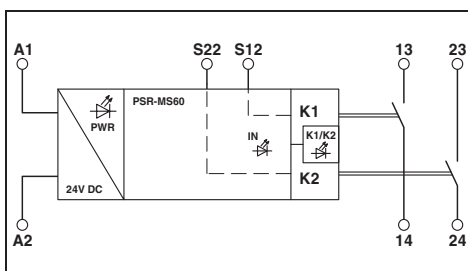 A1 S22 S12 13 23
PSR-MS60
PWR
K1
IN
K1/K2
K2
24V DC
A2 14 24